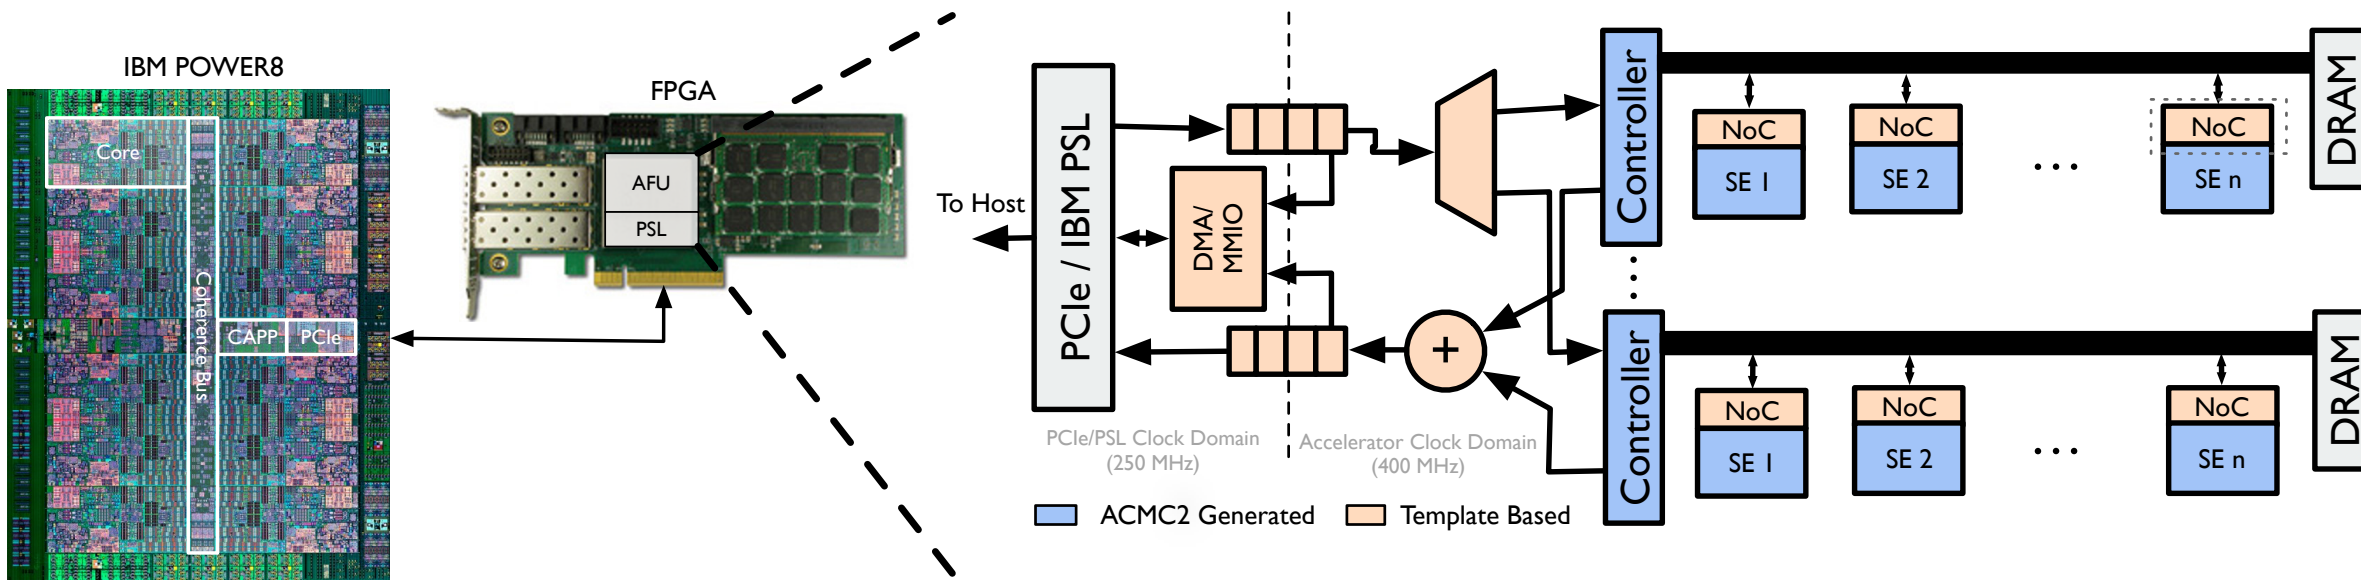 IBM POWER8
Core
Coherence Bus
CAPP
PCIe
FPGA
AFU
PSL
To Host
PCIe / IBM PSL
DMA/
MMIO
PCIe/PSL Clock Domain
(250 MHz)
Accelerator Clock Domain
(400 MHz)
+
Controller
NoC
SE 1
NoC
SE 2
...
NoC
SE n
DRAM
Controller
NoC
SE 1
NoC
SE 2
...
NoC
SE n
DRAM
ACMC2 Generated
Template Based